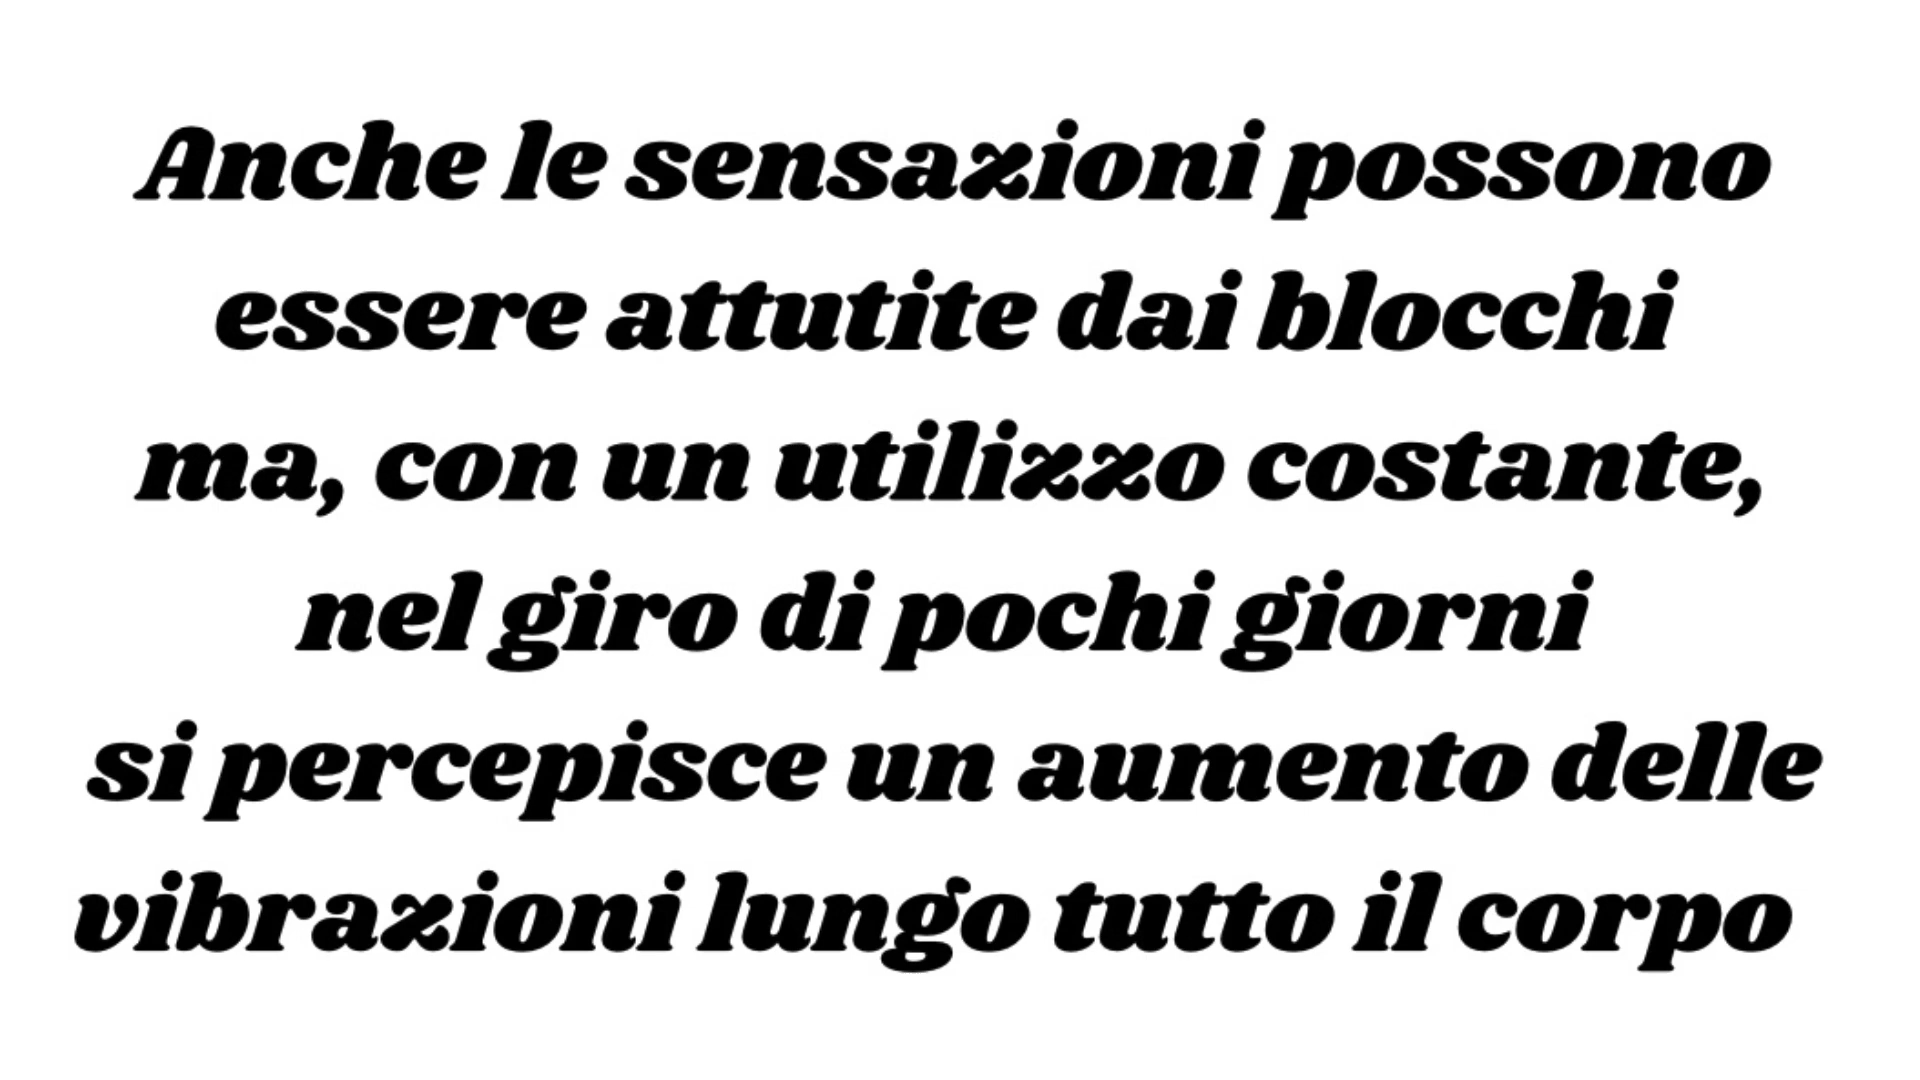 Anche le sensazioni possono
essere attutite dai blocchi
ma, con un utilizzo costante,
nel giro di pochi giorni
si percepisce un aumento delle
vibrazioni lungo tutto il corpo